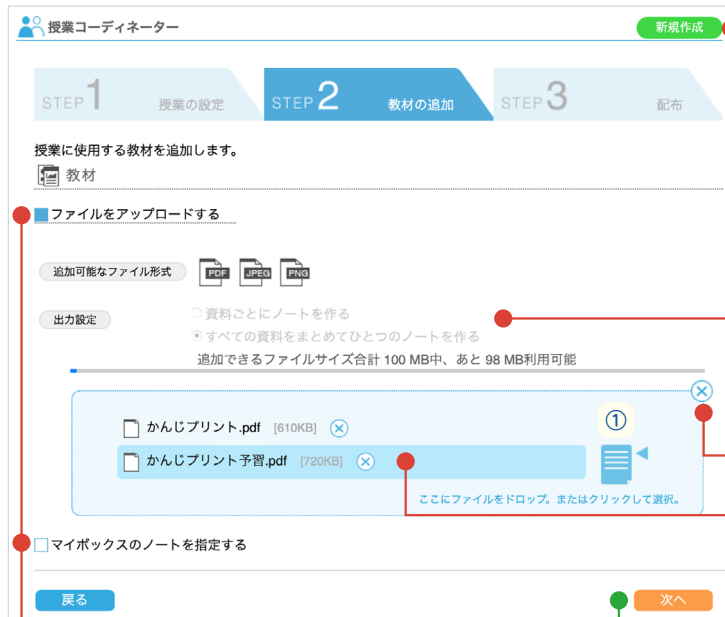 授業コーディネーター
新規作成
STEP 1 授業の設定
STEP 2 教材の追加
STEP 3 配布
授業に使用する教材を追加します。
教材
ファイルをアップロードする
追加可能なファイル形式 PDF JPEG PNG
出力設定
資料ごとにノートを作る
すべての資料をまとめてひとつのノートを作る
追加できるファイルサイズ合計 100 MB中、あと 98 MB利用可能
かんじプリント.pdf [610KB]
①
かんじプリント予習.pdf [720KB]
ここにファイルをドロップ。またはクリックして選択。
マイボックスのノートを指定する
戻る
次へ